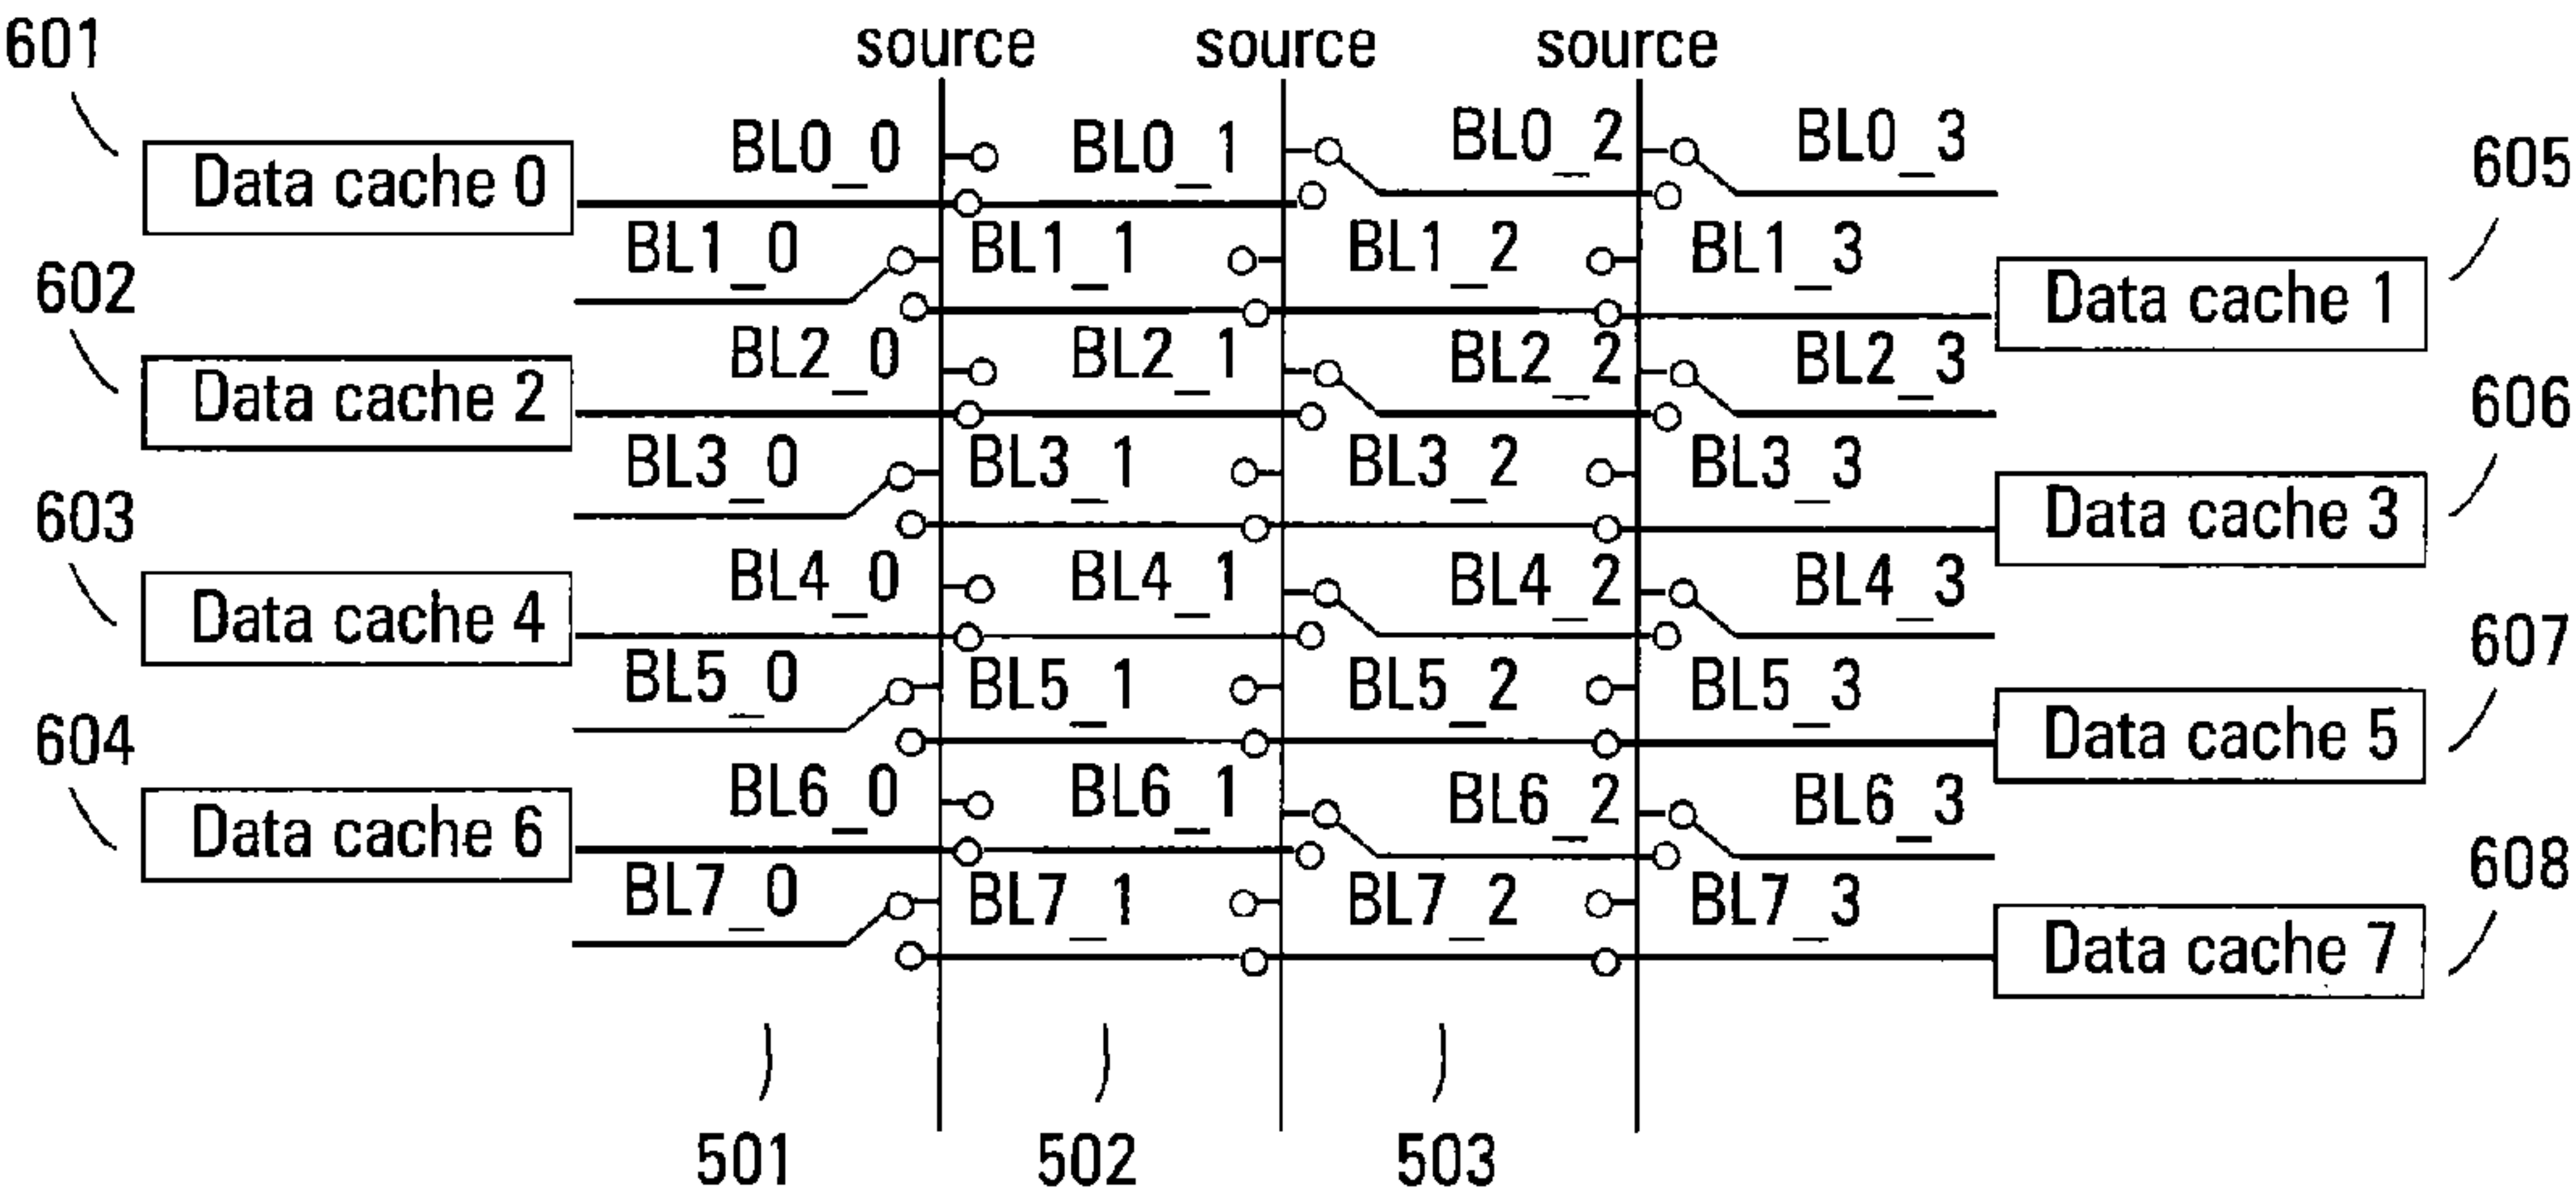 601
source source source
BL0_0 BL0_1 BL0_2 BL0_3
605
Data cache 0
BL1_0 BL1_1 BL1_2 BL1_3
602
Data cache 1
BL2_0 BL2_1 BL2_2 BL2_3
606
Data cache 2
BL3_0 BL3_1 BL3_2 BL3_3
603
Data cache 3
BL4_0 BL4_1 BL4_2 BL4_3
607
Data cache 4
BL5_0 BL5_1 BL5_2 BL5_3
604
Data cache 5
BL6_0 BL6_1 BL6_2 BL6_3
608
Data cache 6
BL7_0 BL7_1 BL7_2 BL7_3
Data cache 7
501 502 503